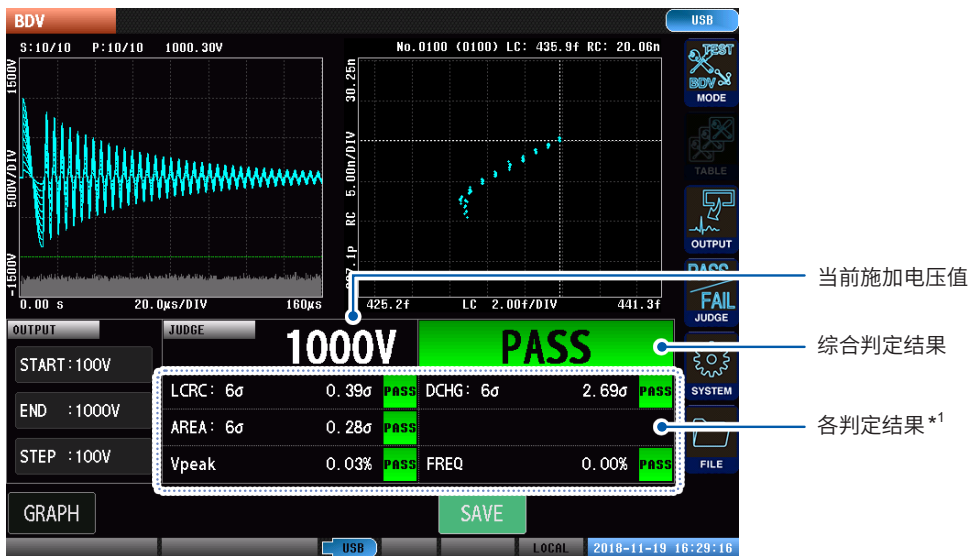 BDV
USB
S:10/10 P:10/10 1000.30V
No.0100 (0100) LC: 435.9f RC: 20.06n
1500V
500V/DIV
-1500V
0.00 s 20.0µs/DIV 160µs
30.25n
RC 5.00n/DIV
425.2f LC 2.00f/DIV 441.3f
TEST
BDV
MODE
TABLE
OUTPUT
PASS
FAIL
JUDGE
SYSTEM
FILE
当前施加电压值
综合判定结果
各判定结果*1
OUTPUT
START:100V
END :1000V
STEP :100V
JUDGE
1000V
PASS
LCRC: 6σ 0.39σ PASS DCHG: 6σ 2.69σ PASS
AREA: 6σ 0.28σ PASS
Vpeak 0.03% PASS FREQ 0.00% PASS
GRAPH
SAVE
USB
LOCAL
2018-11-19 16:29:16